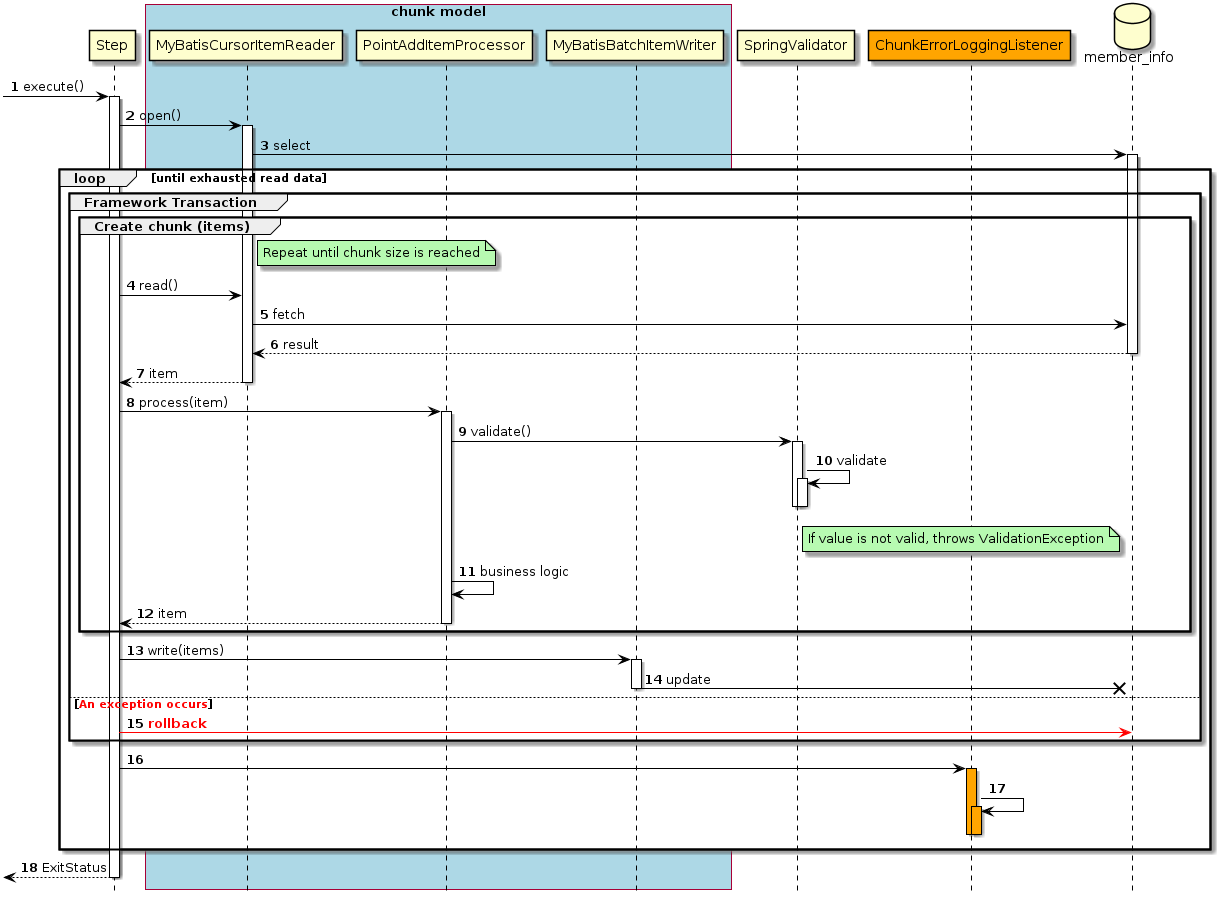 chunk model
Step
MyBatisCursorItemReader
PointAddItemProcessor
MyBatisBatchItemWriter
SpringValidator
ChunkErrorLoggingListener
member_info
1 execute()
2 open()
3 select
loop [until exhausted read data]
Framework Transaction
Create chunk (items)
Repeat until chunk size is reached
4 read()
5 fetch
6 result
7 item
8 process(item)
9 validate()
10 validate
If value is not valid, throws ValidationException
11 business logic
12 item
13 write(items)
14 update
[An exception occurs]
15 rollback
16
17
18 ExitStatus